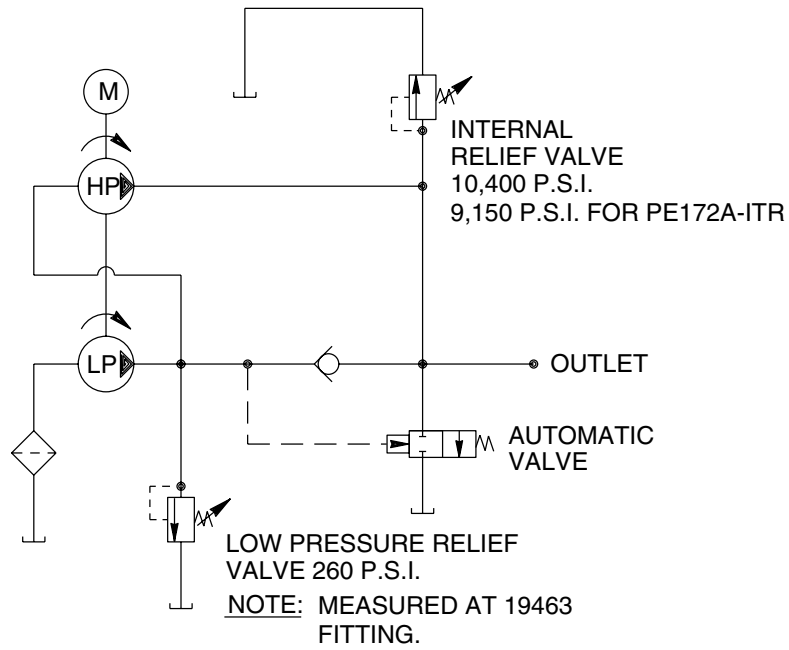 M
INTERNAL
RELIEF VALVE
10,400 P.S.I.
9,150 P.S.I. FOR PE172A-ITR
HP
LP
OUTLET
AUTOMATIC
VALVE
LOW PRESSURE RELIEF
VALVE 260 P.S.I.
NOTE: MEASURED AT 19463
FITTING.